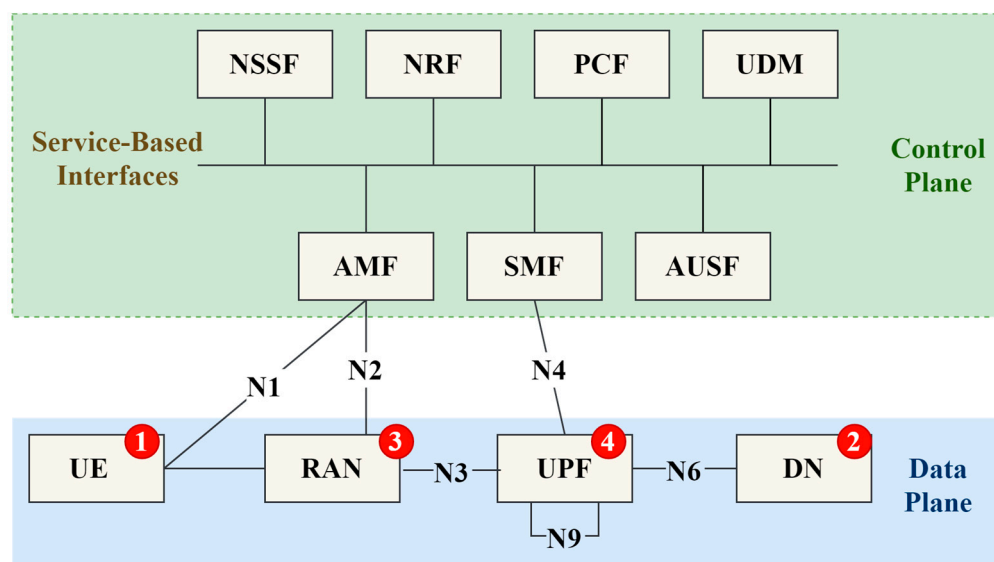 NSSF
NRF
PCF
UDM
Service-Based
Interfaces
Control
Plane
AMF
SMF
AUSF
N1
N2
N4
1
3
4
2
UE
RAN
N3
UPF
N6
DN
Data
Plane
N9